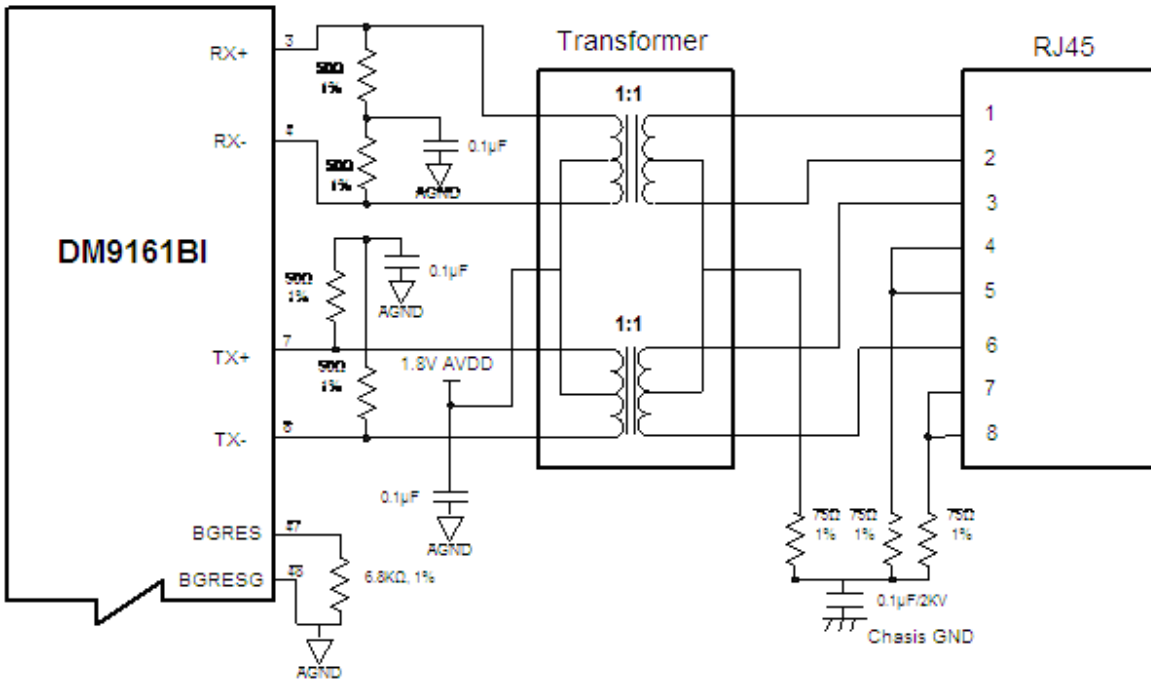 Transformer
RJ45
RX+
3
50Ω
1%
1:1
1
RX-
50Ω
1%
0.1μF
AGND
2
3
DM9161BI
4
50Ω
1%
0.1μF
AGND
5
1:1
TX+
7
50Ω
1%
1.8V AVDD
6
7
TX-
8
8
0.1μF
AGND
BGRES
47
75Ω
1%
75Ω
1%
75Ω
1%
BGRESG
48
6.8KΩ, 1%
0.1μF/2KV
Chasis GND
AGND